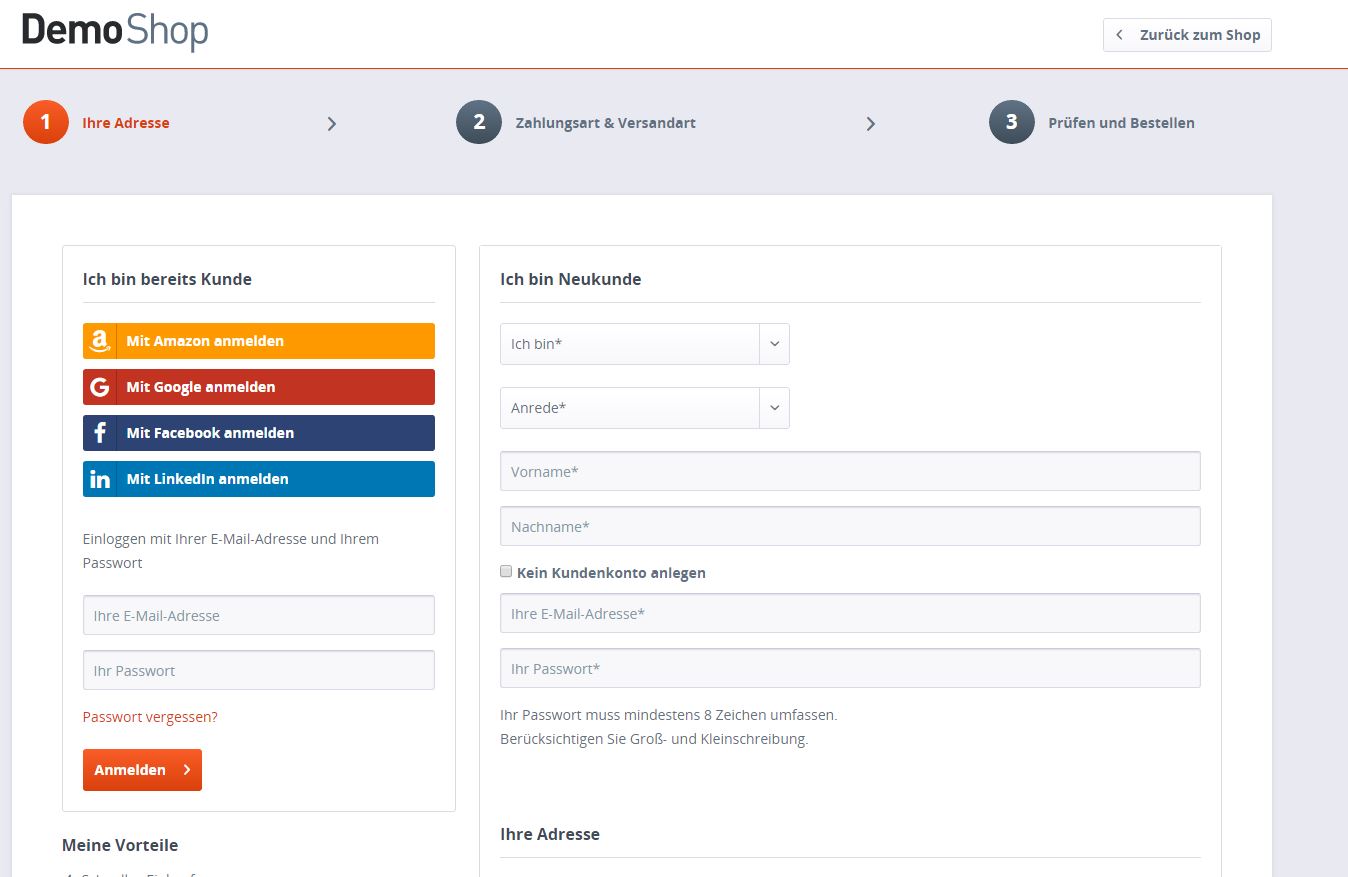 DemoShop
Zurück zum Shop
1 Ihre Adresse
2 Zahlungsart & Versandart
3 Prüfen und Bestellen
Ich bin bereits Kunde
Mit Amazon anmelden
Mit Google anmelden
Mit Facebook anmelden
Mit LinkedIn anmelden
Einloggen mit Ihrer E-Mail-Adresse und Ihrem
Passwort
Ihre E-Mail-Adresse
Ihr Passwort
Passwort vergessen?
Anmelden
Meine Vorteile
Ich bin Neukunde
Ich bin*
Anrede*
Vorname*
Nachname*
Kein Kundenkonto anlegen
Ihre E-Mail-Adresse*
Ihr Passwort*
Ihr Passwort muss mindestens 8 Zeichen umfassen.
Berücksichtigen Sie Groß- und Kleinschreibung.
Ihre Adresse